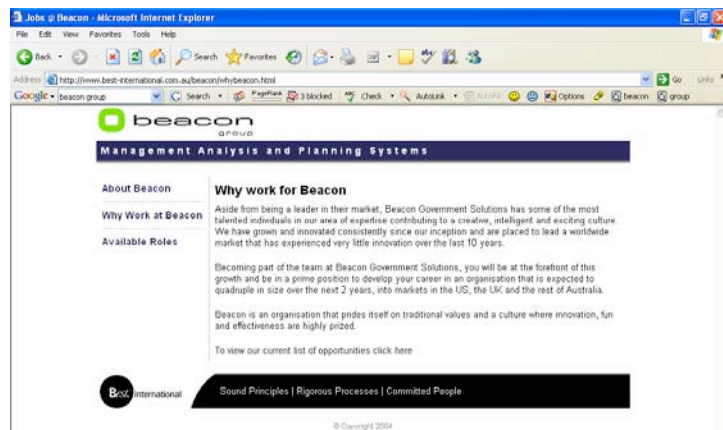 Jobs @ Beacon - Microsoft Internet Explorer
File Edit View Favorites Tools Help
Back Search Favorites
Address http://www.best-international.com.au/beacon/whybeacon.html Go Links
Google beacon group Search PageRank 3 blocked Check AutoLink AutoFill Options beacon group
beacon
group
Management Analysis and Planning Systems
About Beacon
Why Work at Beacon
Available Roles
Why work for Beacon
Aside from being a leader in their market, Beacon Government Solutions has some of the most
talented individuals in our area of expertise contributing to a creative, intelligent and exciting culture.
We have grown and innovated consistently since our inception and are placed to lead a worldwide
market that has experienced very little innovation over the last 10 years.
Becoming part of the team at Beacon Government Solutions, you will be at the forefront of this
growth and be in a prime position to develop your career in an organisation that is expected to
quadruple in size over the next 2 years, into markets in the US, the UK and the rest of Australia.
Beacon is an organisation that prides itself on traditional values and a culture where innovation, fun
and effectiveness are highly prized.
To view our current list of opportunities click here
Best International
Sound Principles | Rigorous Processes | Committed People
© Copyright 2004